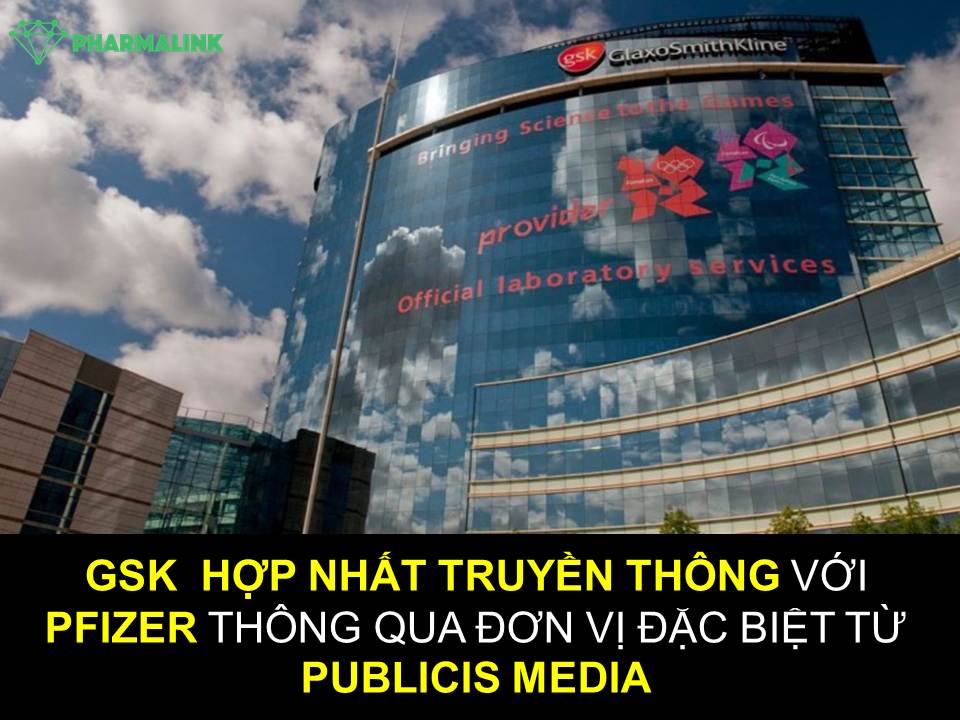 PHARMALINK
gsk GlaxoSmithKline
Bringing Science to the Games
provider
Official laboratory services
GSK HỢP NHẤT TRUYỀN THÔNG VỚI
PFIZER THÔNG QUA ĐƠN VỊ ĐẶC BIỆT TỪ
PUBLICIS MEDIA